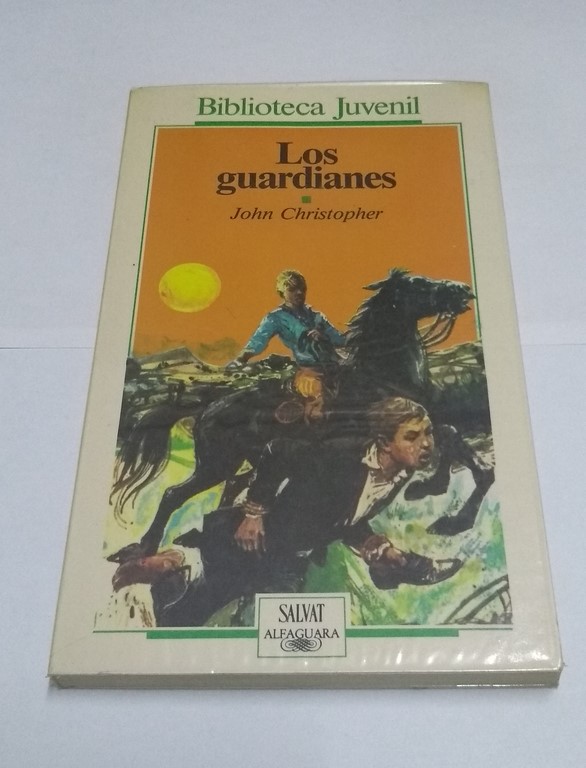 Biblioteca Juvenil
Los
guardianes
John Christopher
SALVAT
ALFAGUARA